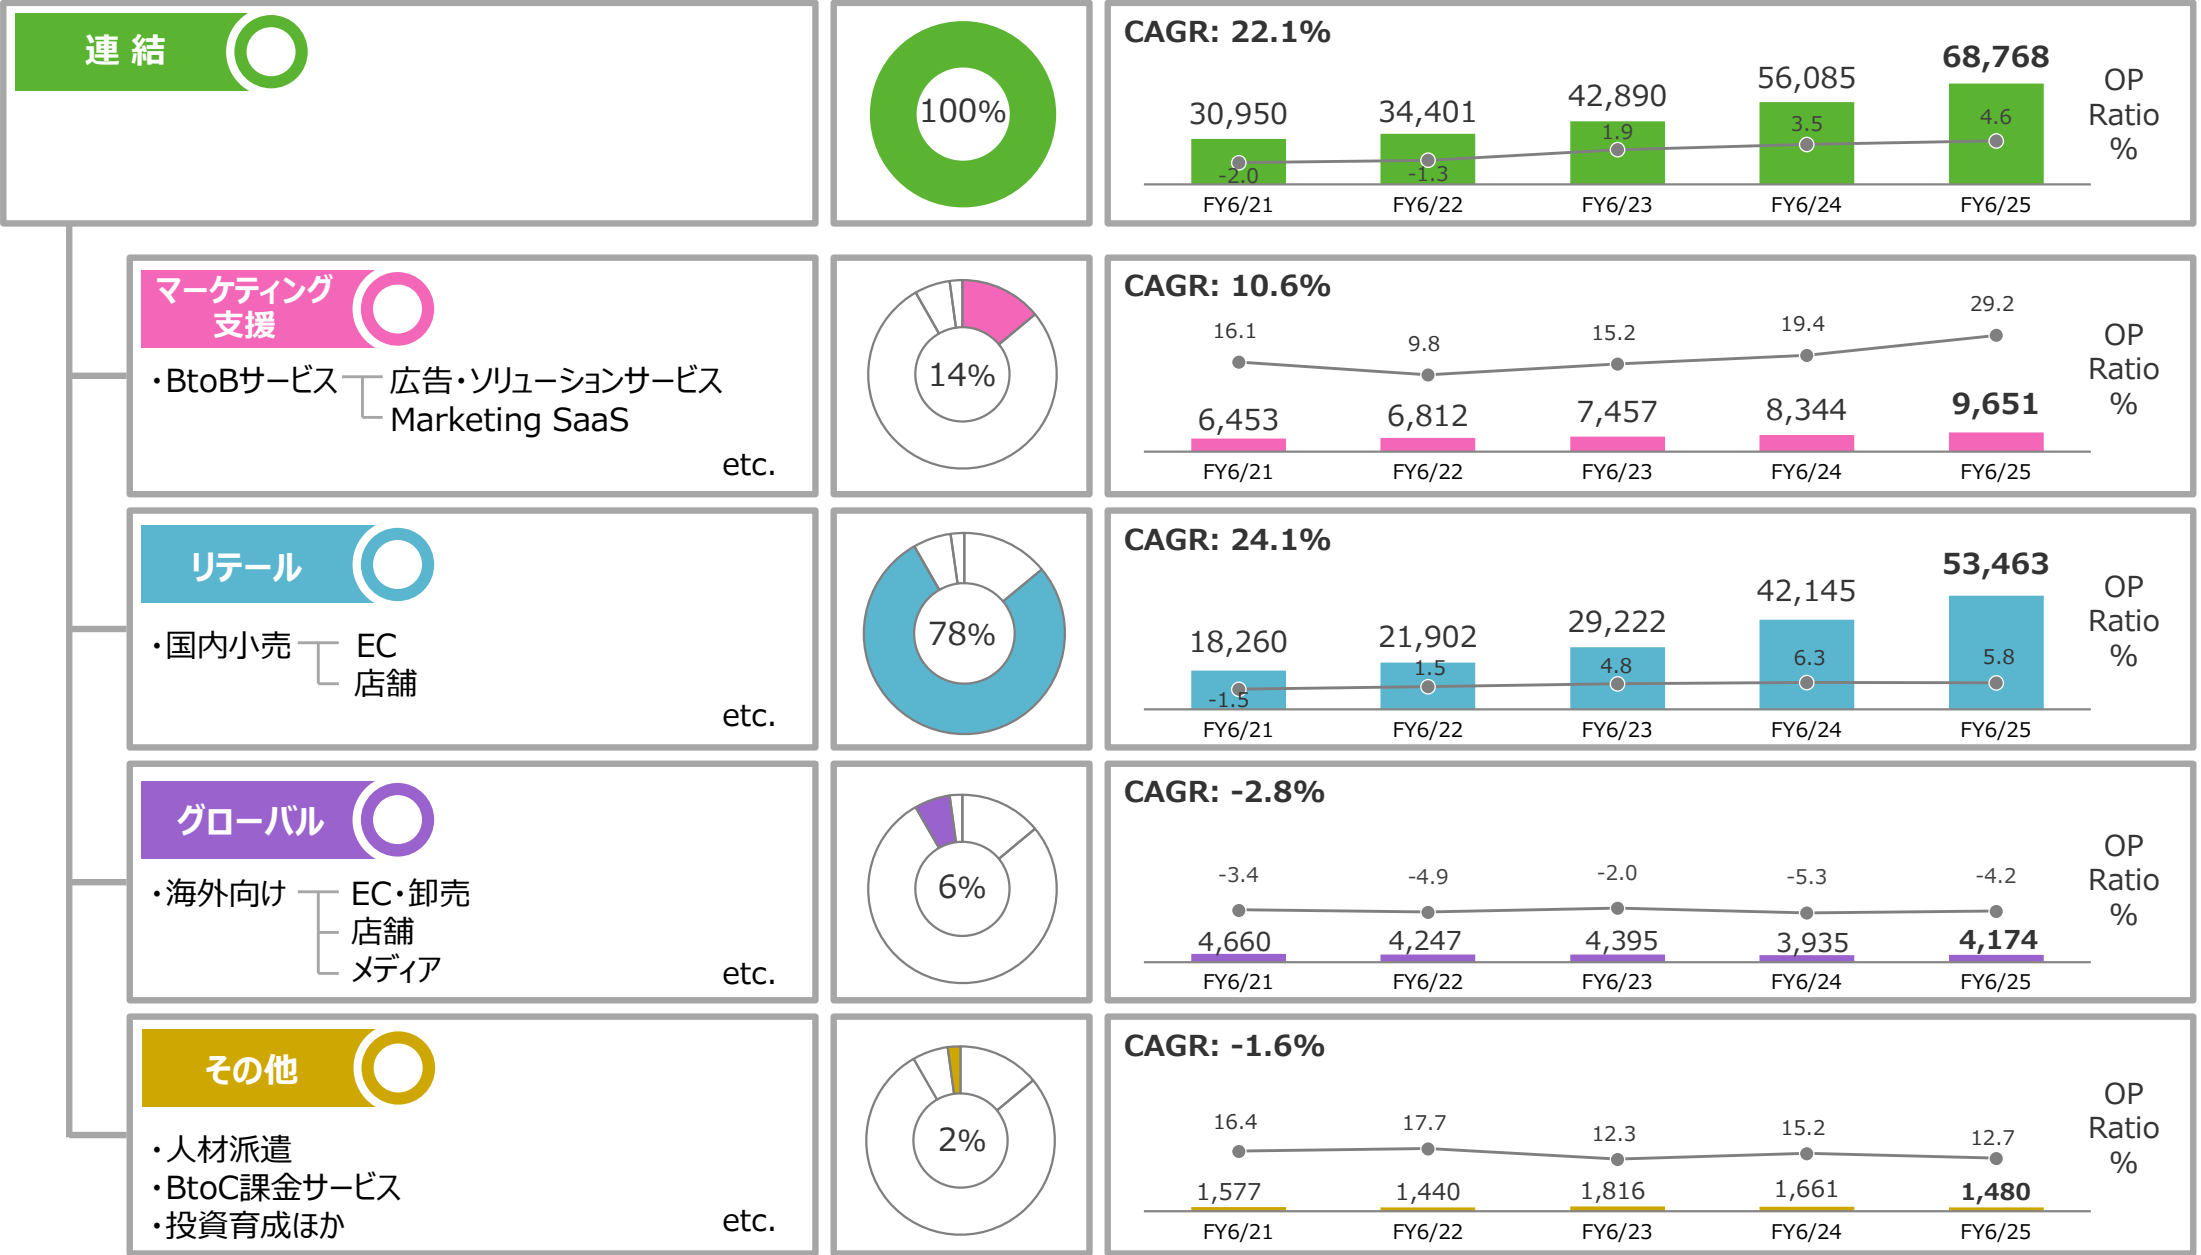 連 結
100%
CAGR: 22.1%
30,950
34,401
42,890
56,085
68,768
-2.0
-1.3
1.9
3.5
4.6
OP
Ratio
%
FY6/21
FY6/22
FY6/23
FY6/24
FY6/25
マーケティング
支援
・BtoBサービス
広告・ソリューションサービス
Marketing SaaS
etc.
14%
CAGR: 10.6%
16.1
9.8
15.2
19.4
29.2
6,453
6,812
7,457
8,344
9,651
OP
Ratio
%
FY6/21
FY6/22
FY6/23
FY6/24
FY6/25
リテール
・国内小売
EC
店舗
etc.
78%
CAGR: 24.1%
18,260
21,902
29,222
42,145
53,463
-1.5
1.5
4.8
6.3
5.8
OP
Ratio
%
FY6/21
FY6/22
FY6/23
FY6/24
FY6/25
グローバル
・海外向け
EC・卸売
店舗
メディア
etc.
6%
CAGR: -2.8%
-3.4
-4.9
-2.0
-5.3
-4.2
4,660
4,247
4,395
3,935
4,174
OP
Ratio
%
FY6/21
FY6/22
FY6/23
FY6/24
FY6/25
その他
・人材派遣
・BtoC課金サービス
・投資育成ほか
etc.
2%
CAGR: -1.6%
16.4
17.7
12.3
15.2
12.7
1,577
1,440
1,816
1,661
1,480
OP
Ratio
%
FY6/21
FY6/22
FY6/23
FY6/24
FY6/25